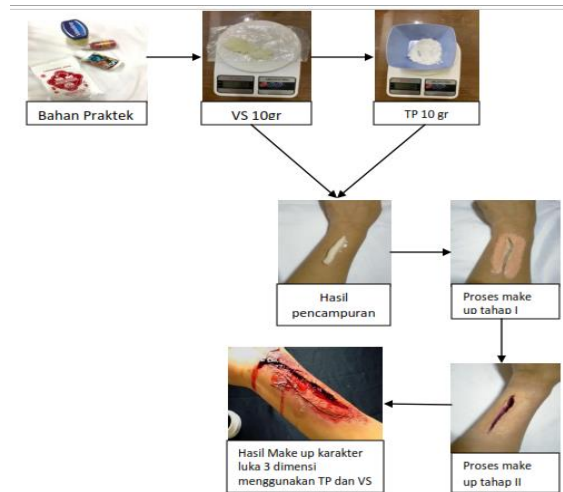 Bahan Praktek
VS 10gr
TP 10 gr
Hasil
pencampuran
Proses make
up tahap I
Hasil Make up karakter
luka 3 dimensi
menggunakan TP dan VS
Proses make
up tahap II